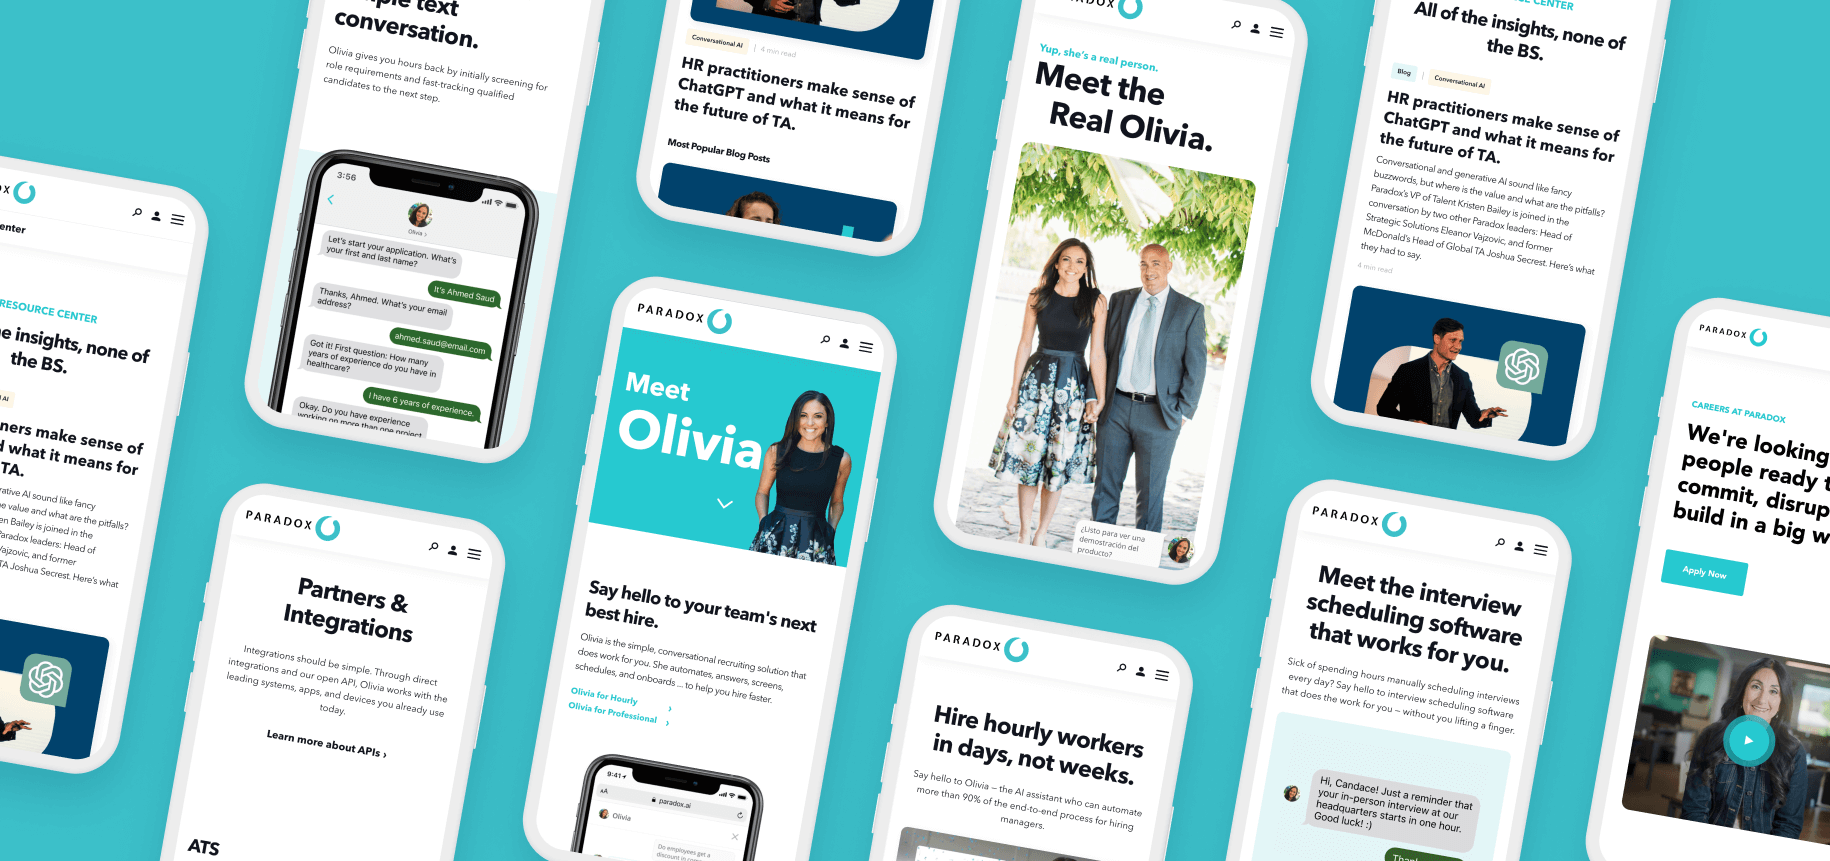 center
RESOURCE CENTER
the insights, none of
the BS.
AI
ners make sense of
d what it means for
TA.
rative AI sound like fancy
he value and what are the pitfalls?
en Bailey is joined in the
Paradox leaders: Head of
Vajzovic, and former
TA Joshua Secrest. Here's what
text
conversation.
Olivia gives you hours back by initially screening for
role requirements and fast-tracking qualified
candidates to the next step.
3:56
Olivia ›
Let's start your application. What's
your first and last name?
It's Ahmed Saud
Thanks, Ahmed. What's your email
address?
ahmed.saud@email.com
Got it! First question: How many
years of experience do you have in
healthcare?
I have 6 years of experience.
Okay. Do you have experience
working on more than one project
PARADOX
Partners &
Integrations
Integrations should be simple. Through direct
integrations and our open API, Olivia works with the
leading systems, apps, and devices you already use
today.
Learn more about APIs ›
ATS
Conversational AI | 4 min read
HR practitioners make sense of
ChatGPT and what it means for
the future of TA.
Most Popular Blog Posts
PARADOX
Meet
Olivia
Say hello to your team's next
best hire.
Olivia is the simple, conversational recruiting solution that
does work for you. She automates, answers, screens,
schedules, and onboards ... to help you hire faster.
Olivia for Hourly ›
Olivia for Professional ›
9:41
AA paradox.ai
Olivia
Do employees get a
PARADOX
Yup, she's a real person.
Meet the
Real Olivia.
¿Listo para ver una
demostración del
producto?
PARADOX
Hire hourly workers
in days, not weeks.
Say hello to Olivia — the AI assistant who can automate
more than 90% of the end-to-end process for hiring
managers.
CENTER
All of the insights, none of
the BS.
Blog | Conversational AI
HR practitioners make sense of
ChatGPT and what it means for
the future of TA.
Conversational and generative AI sound like fancy
buzzwords, but where is the value and what are the pitfalls?
Paradox's VP of Talent Kristen Bailey is joined in the
conversation by two other Paradox leaders: Head of
Strategic Solutions Eleanor Vajzovic, and former
McDonald's Head of Global TA Joshua Secrest. Here's what
they had to say.
4 min read
PARADOX
Meet the interview
scheduling software
that works for you.
Sick of spending hours manually scheduling interviews
every day? Say hello to interview scheduling software
that does the work for you — without you lifting a finger.
Hi, Candace! Just a reminder that
your in-person interview at our
headquarters starts in one hour.
Good luck! :)
PARADOX
CAREERS AT PARADOX
We're looking
people ready t
commit, disrup
build in a big w
Apply Now